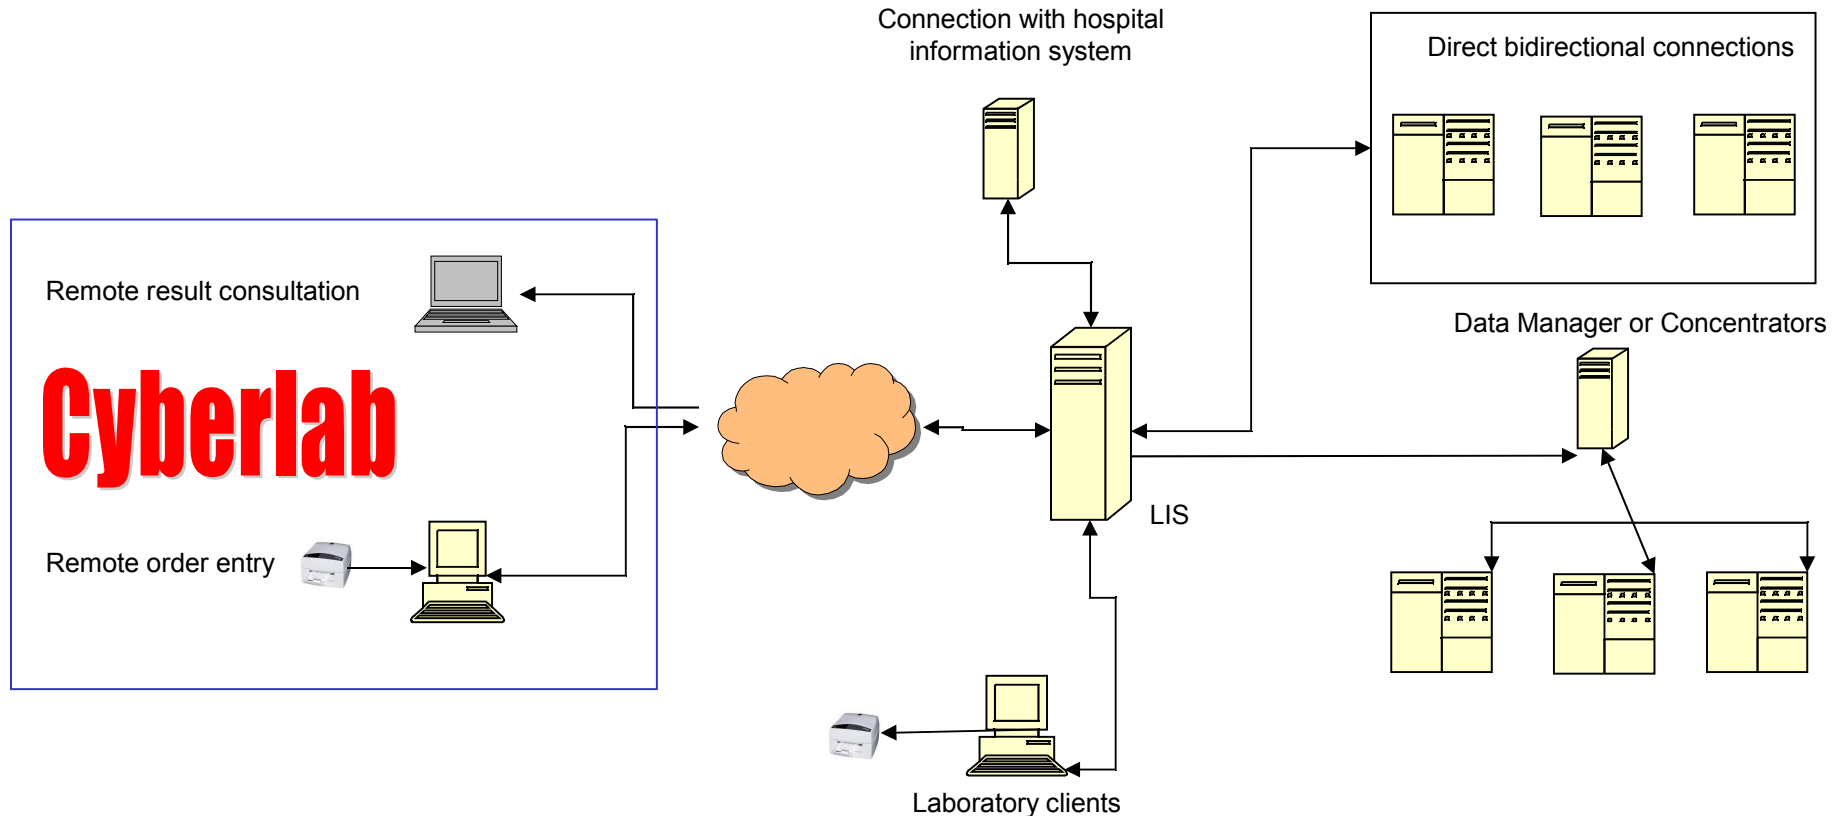 Connection with hospital
information system
Direct bidirectional connections
Remote result consultation
Data Manager or Concentrators
Cyberlab
LIS
Remote order entry
Laboratory clients